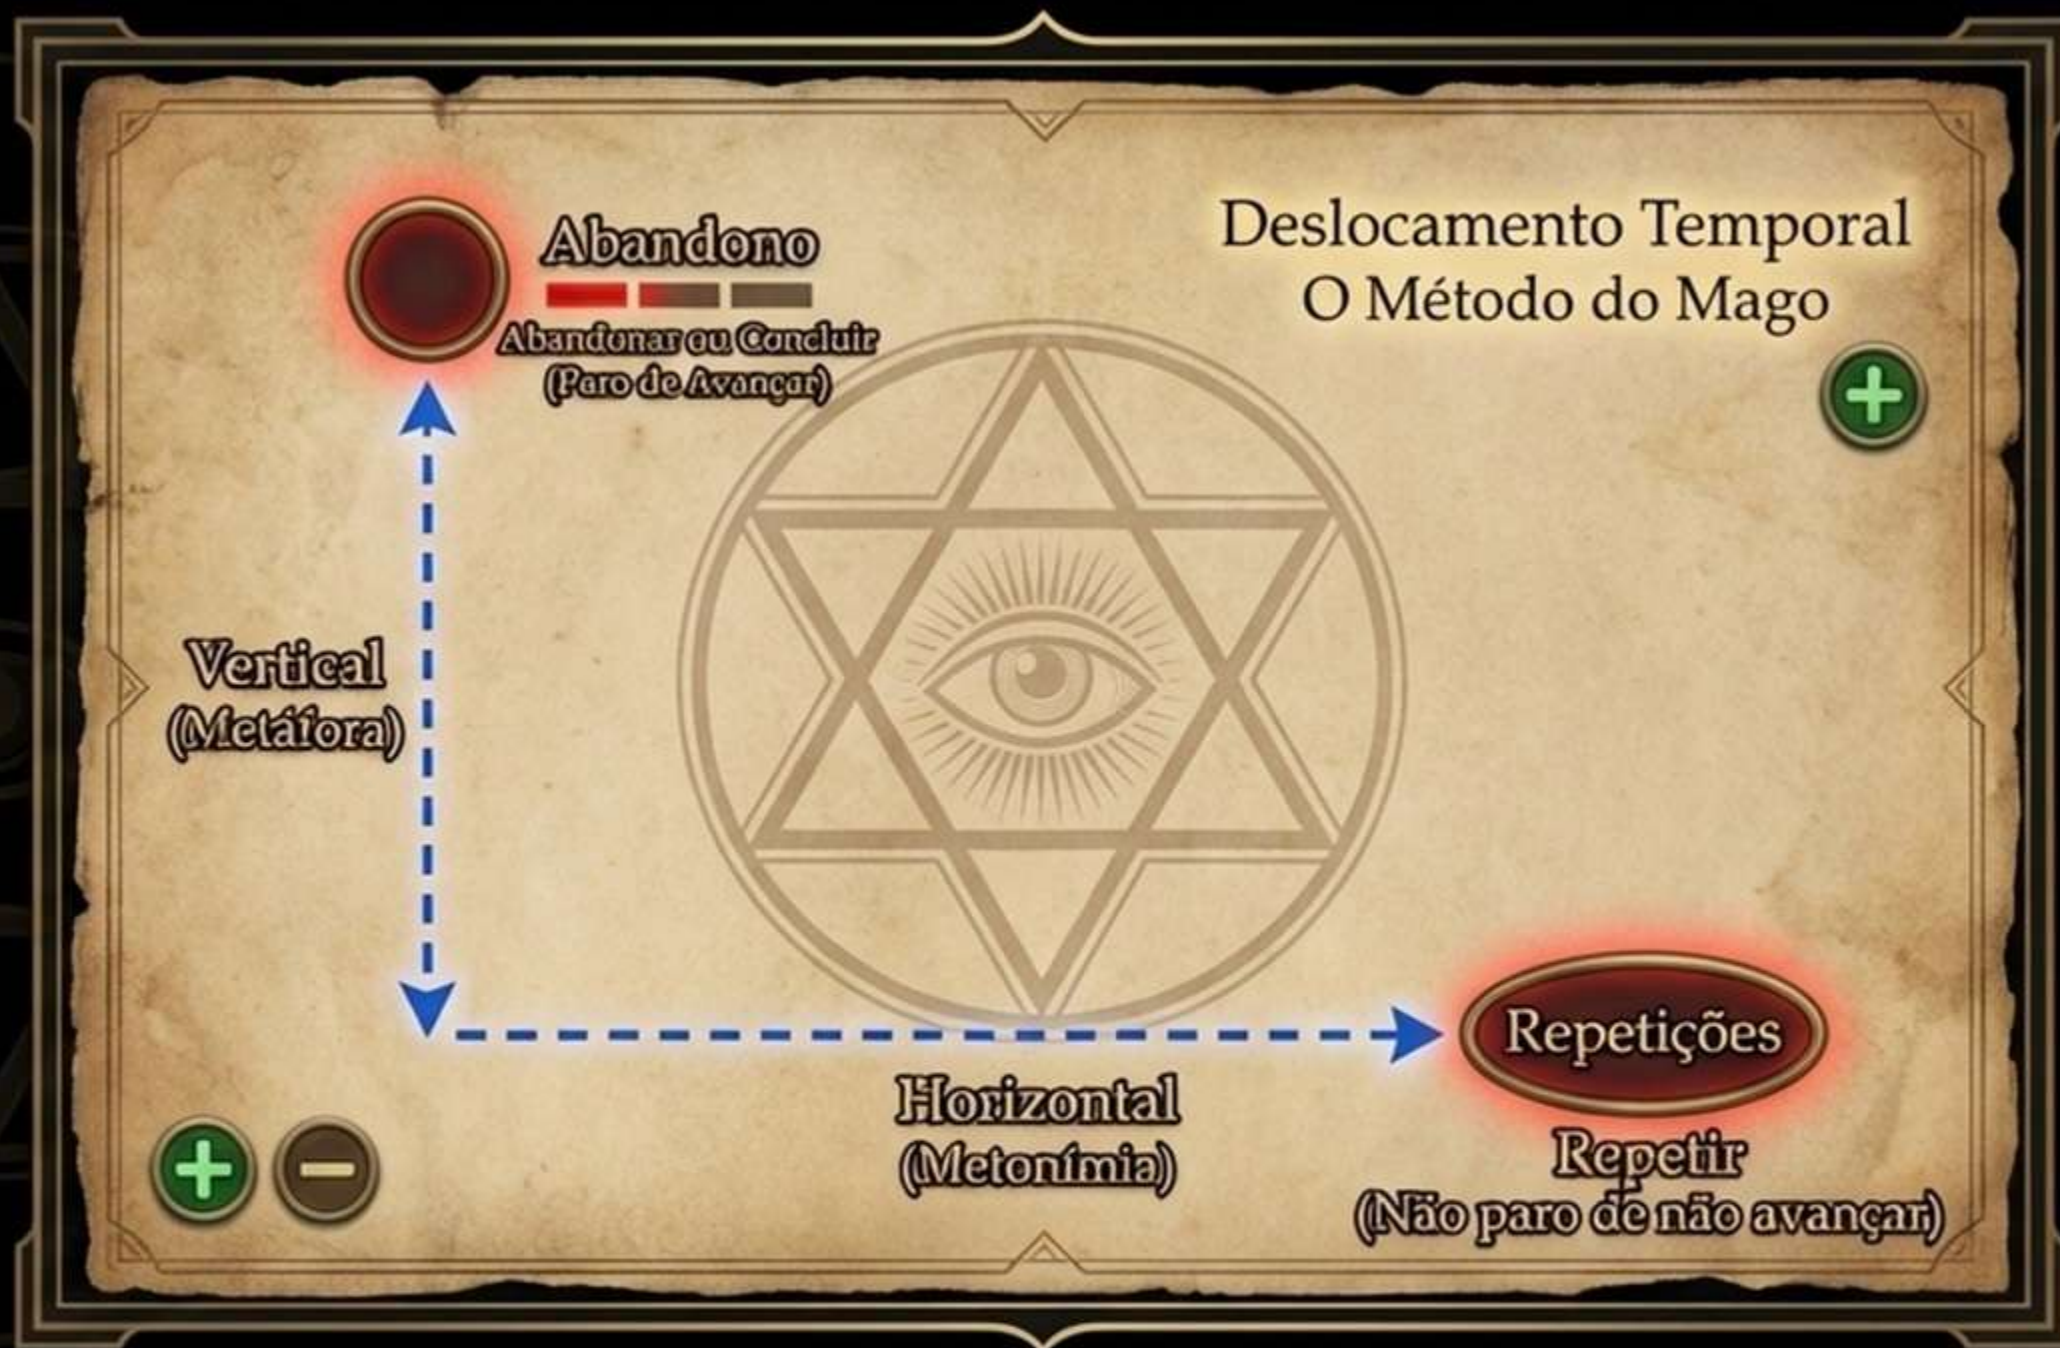 Deslocamento Temporal
O Método do Mago
Abandono
Abandonar ou Concluir
(Paro de Avançar)
Vertical
(Metáfora)
Repetições
Horizontal
(Metonímia)
Repetir
(Não paro de não avançar)